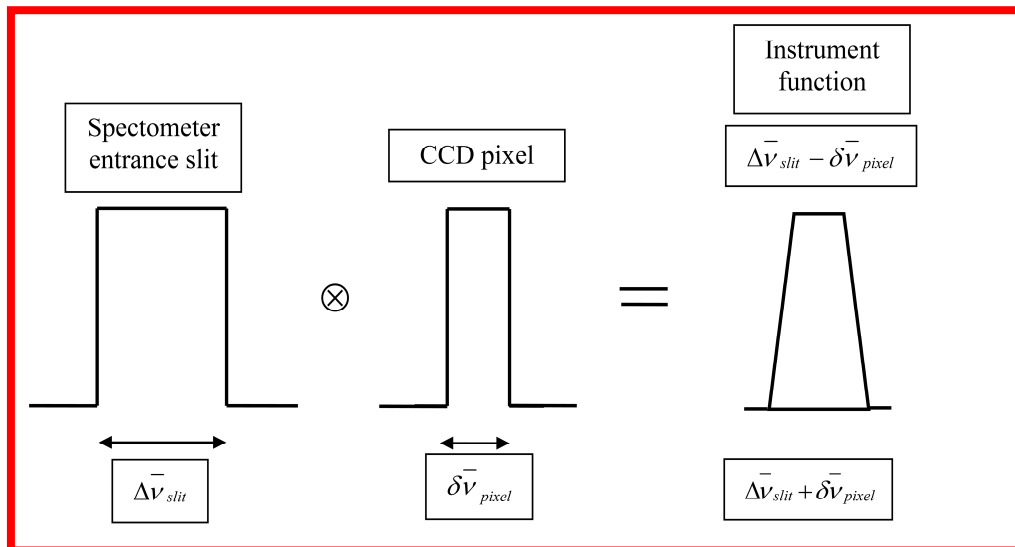 Spectometer
entrance slit
CCD pixel
Instrument
function
Δν̅ slit − δν̅ pixel
⊗
=
Δν̅ slit
δν̅ pixel
Δν̅ slit + δν̅ pixel